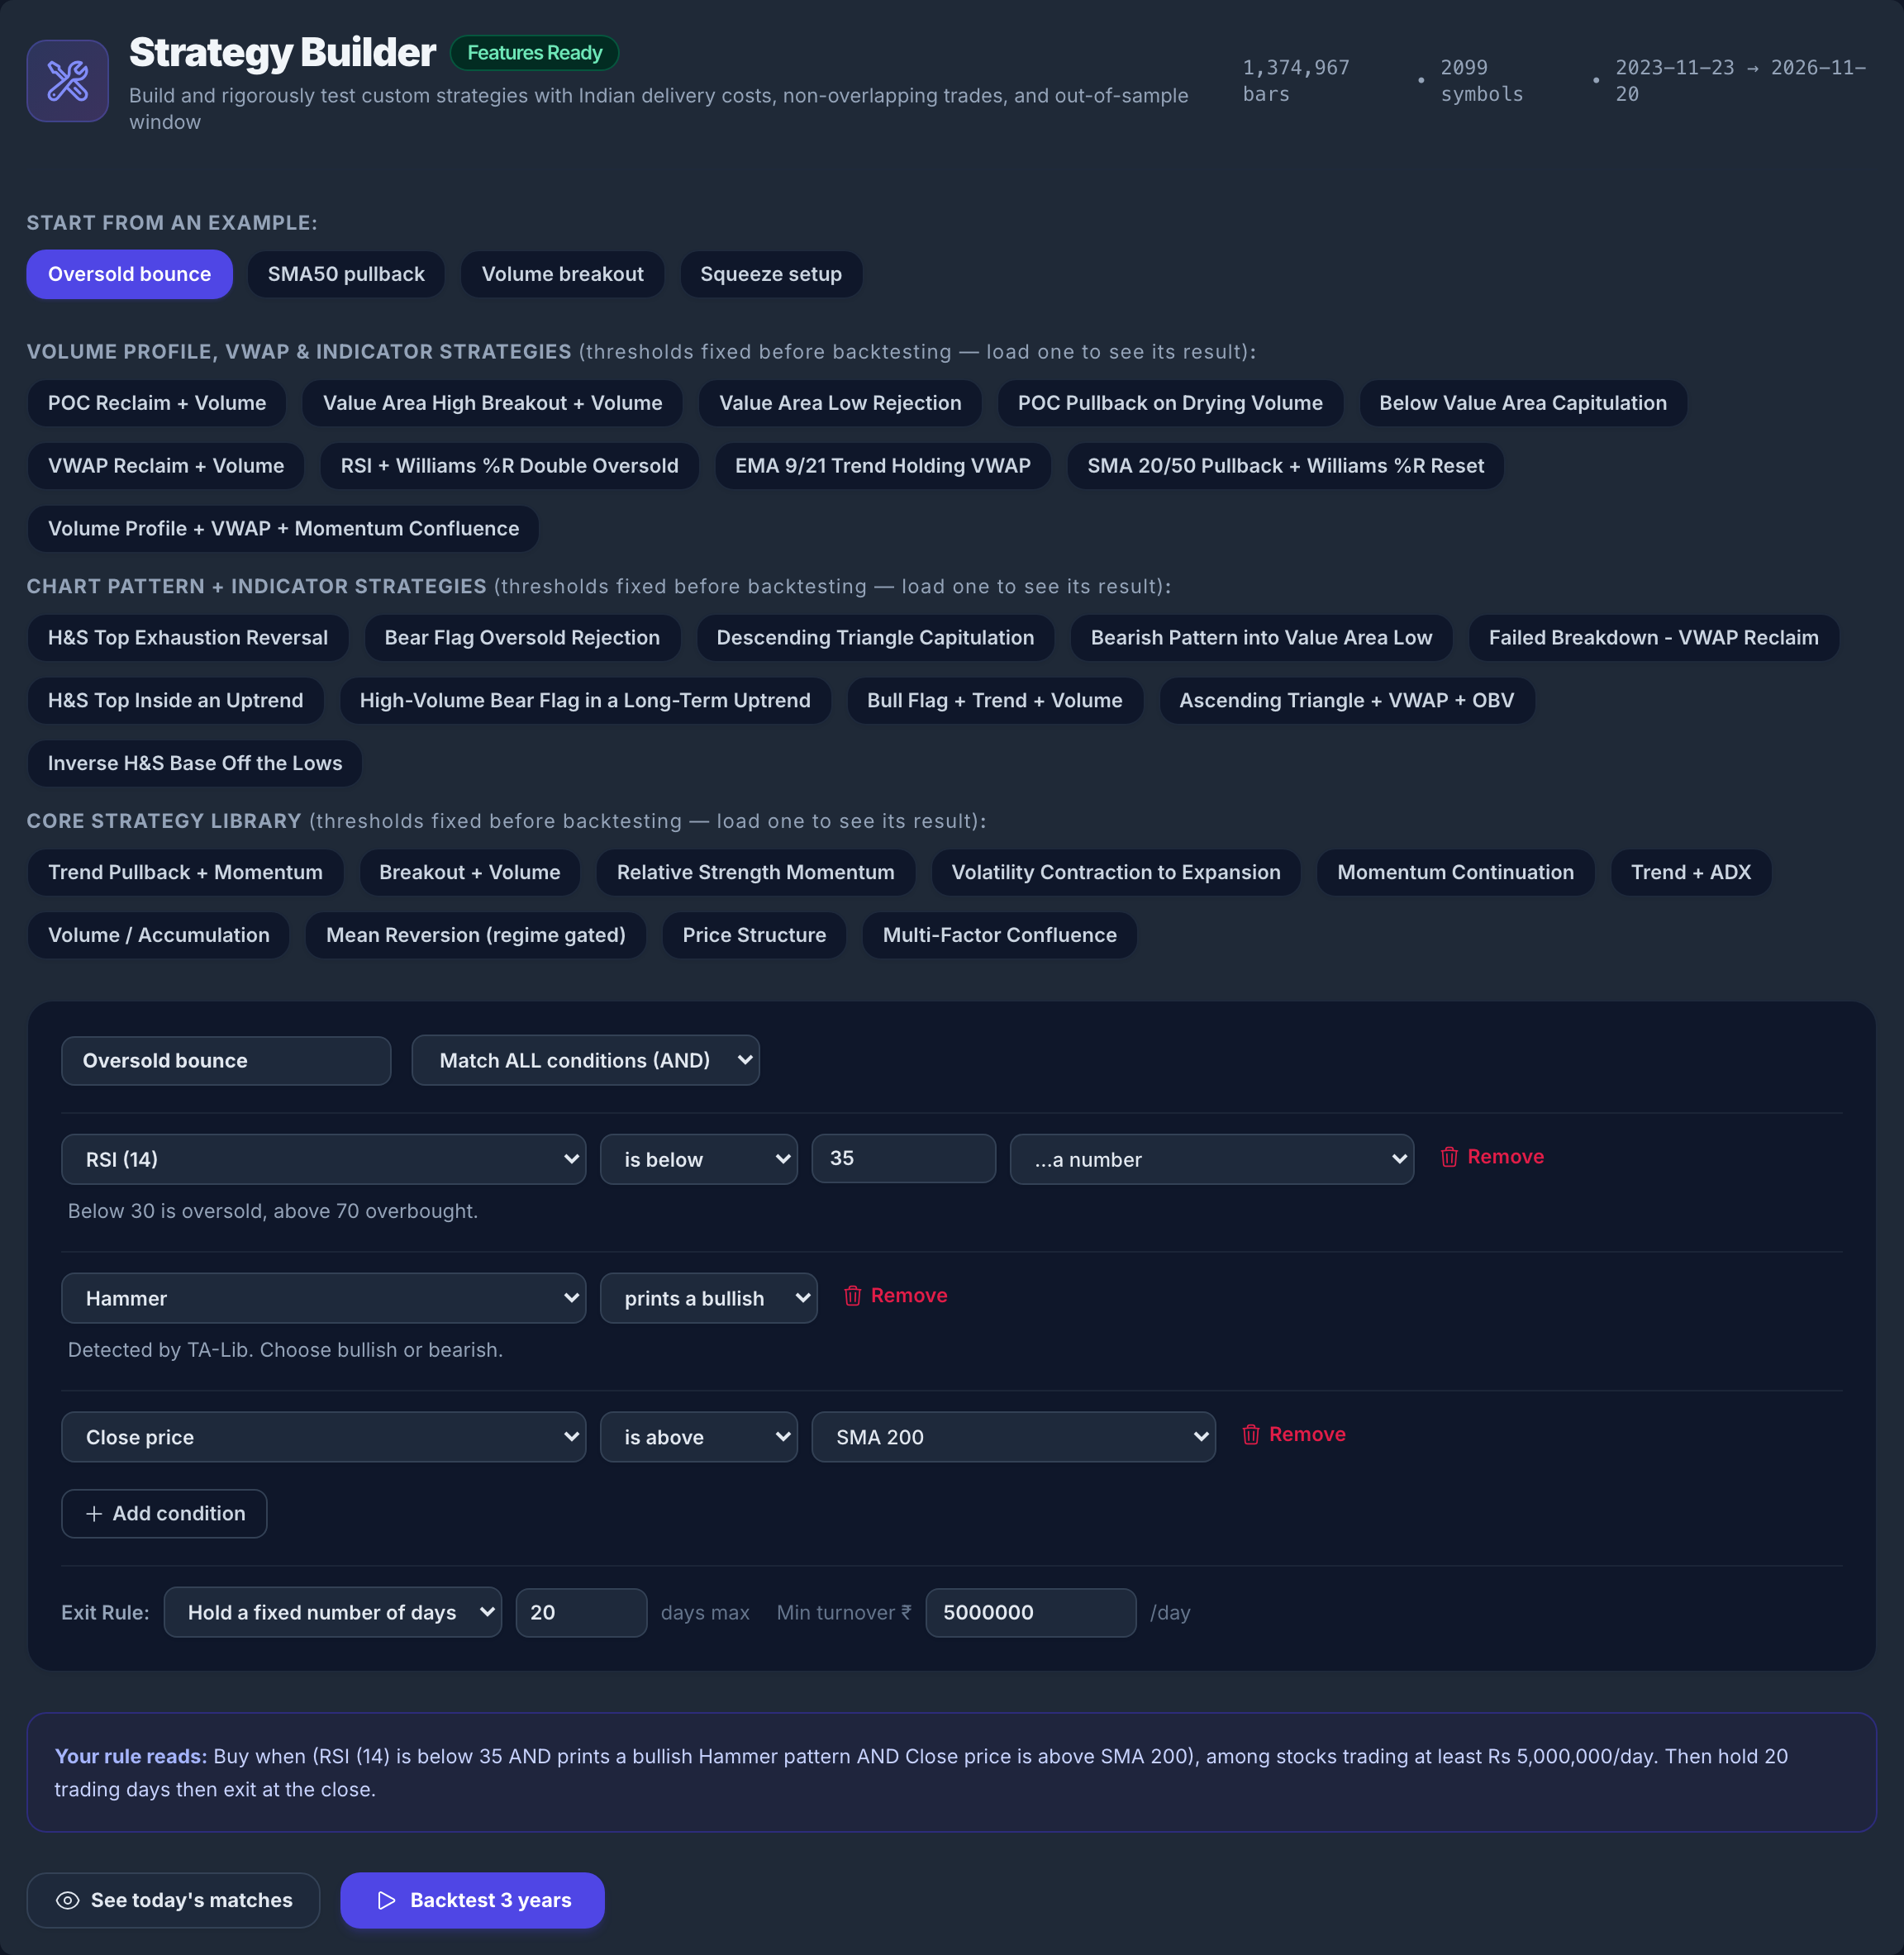 Strategy Builder Features Ready
Build and rigorously test custom strategies with Indian delivery costs, non-overlapping trades, and out-of-sample
window
1,374,967
bars
•
2099
symbols
•
2023-11-23 → 2026-11-
20
START FROM AN EXAMPLE:
Oversold bounce SMA50 pullback Volume breakout Squeeze setup
VOLUME PROFILE, VWAP & INDICATOR STRATEGIES (thresholds fixed before backtesting — load one to see its result):
POC Reclaim + Volume Value Area High Breakout + Volume Value Area Low Rejection POC Pullback on Drying Volume Below Value Area Capitulation
VWAP Reclaim + Volume RSI + Williams %R Double Oversold EMA 9/21 Trend Holding VWAP SMA 20/50 Pullback + Williams %R Reset
Volume Profile + VWAP + Momentum Confluence
CHART PATTERN + INDICATOR STRATEGIES (thresholds fixed before backtesting — load one to see its result):
H&S Top Exhaustion Reversal Bear Flag Oversold Rejection Descending Triangle Capitulation Bearish Pattern into Value Area Low Failed Breakdown - VWAP Reclaim
H&S Top Inside an Uptrend High-Volume Bear Flag in a Long-Term Uptrend Bull Flag + Trend + Volume Ascending Triangle + VWAP + OBV
Inverse H&S Base Off the Lows
CORE STRATEGY LIBRARY (thresholds fixed before backtesting — load one to see its result):
Trend Pullback + Momentum Breakout + Volume Relative Strength Momentum Volatility Contraction to Expansion Momentum Continuation Trend + ADX
Volume / Accumulation Mean Reversion (regime gated) Price Structure Multi-Factor Confluence
Oversold bounce Match ALL conditions (AND)
RSI (14) is below 35 ...a number Remove
Below 30 is oversold, above 70 overbought.
Hammer prints a bullish Remove
Detected by TA-Lib. Choose bullish or bearish.
Close price is above SMA 200 Remove
+ Add condition
Exit Rule: Hold a fixed number of days 20 days max Min turnover ₹ 5000000 /day
Your rule reads: Buy when (RSI (14) is below 35 AND prints a bullish Hammer pattern AND Close price is above SMA 200), among stocks trading at least Rs 5,000,000/day. Then hold 20
trading days then exit at the close.
See today's matches Backtest 3 years